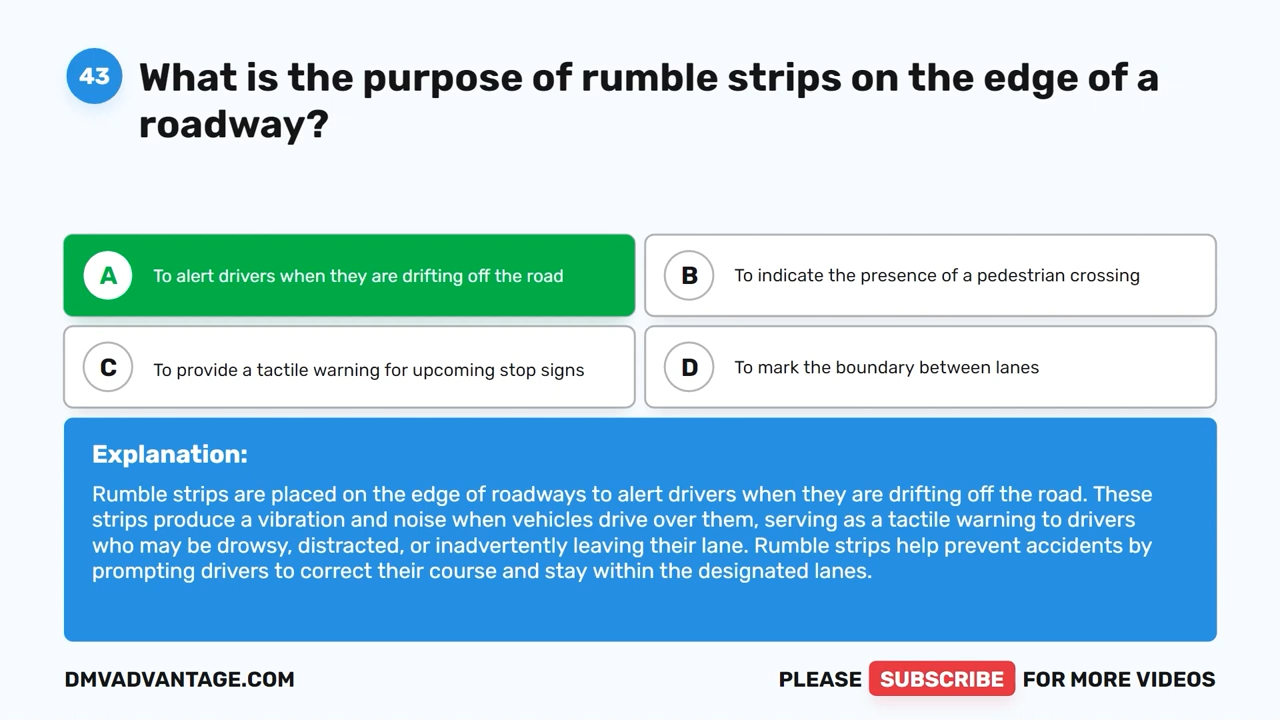 43
What is the purpose of rumble strips on the edge of a
roadway?
A
To alert drivers when they are drifting off the road
B
To indicate the presence of a pedestrian crossing
C
To provide a tactile warning for upcoming stop signs
D
To mark the boundary between lanes
Explanation:
Rumble strips are placed on the edge of roadways to alert drivers when they are drifting off the road. These
strips produce a vibration and noise when vehicles drive over them, serving as a tactile warning to drivers
who may be drowsy, distracted, or inadvertently leaving their lane. Rumble strips help prevent accidents by
prompting drivers to correct their course and stay within the designated lanes.
DMVADVANTAGE.COM
PLEASE SUBSCRIBE FOR MORE VIDEOS